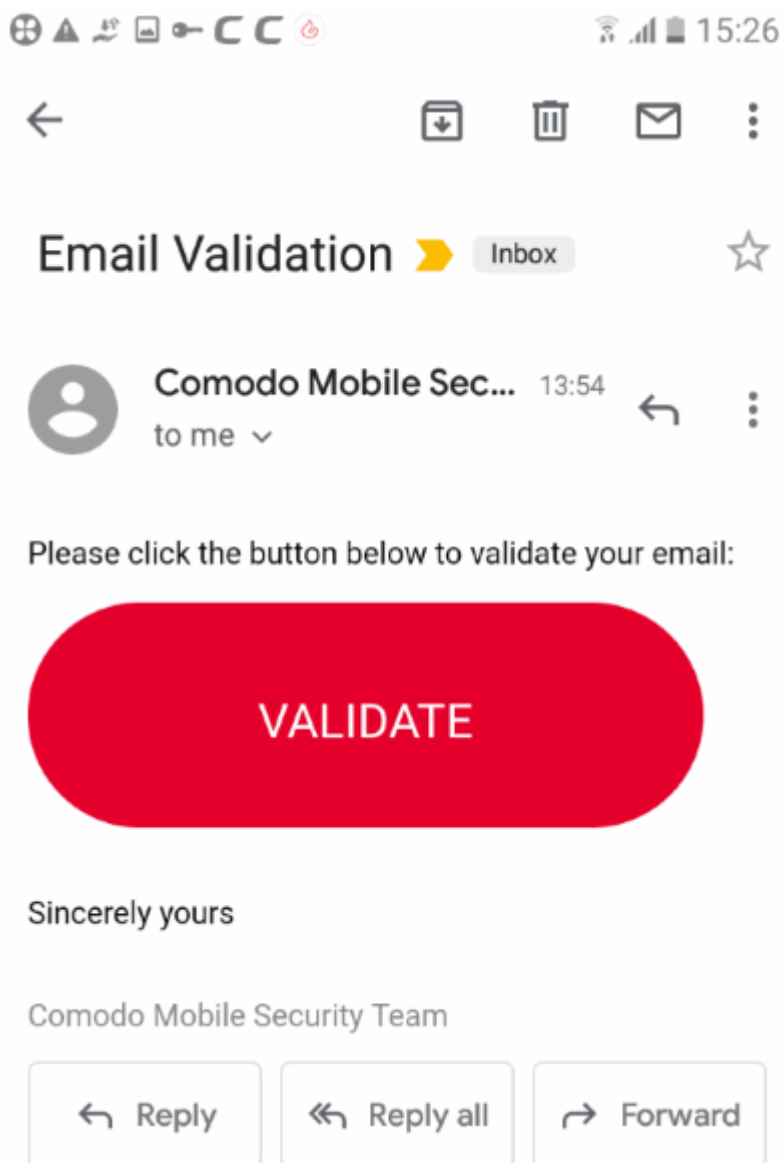 15:26
Email Validation Inbox
Comodo Mobile Sec... 13:54
to me
Please click the button below to validate your email:
VALIDATE
Sincerely yours
Comodo Mobile Security Team
Reply Reply all Forward